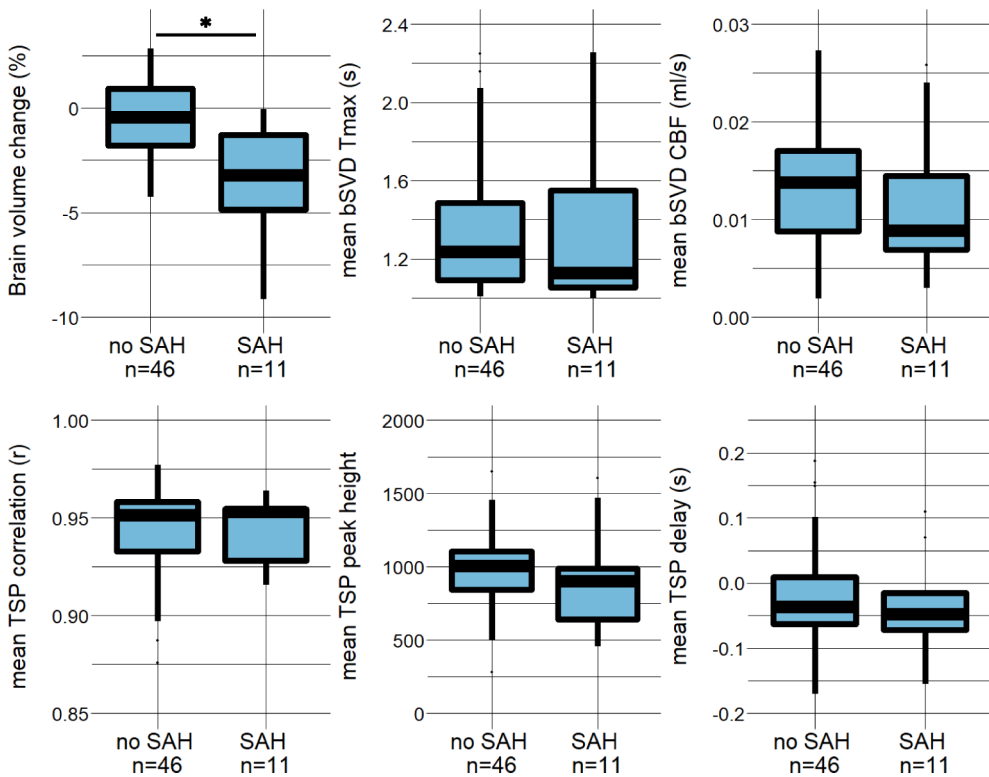 Brain volume change (%)
*
0
-5
-10
no SAH
n=46
SAH
n=11
mean bSVD Tmax (s)
2.4
2.0
1.6
1.2
no SAH
n=46
SAH
n=11
mean bSVD CBF (ml/s)
0.03
0.02
0.01
0.00
no SAH
n=46
SAH
n=11
mean TSP correlation (r)
1.00
0.95
0.90
0.85
no SAH
n=46
SAH
n=11
mean TSP peak height
2000
1500
1000
500
0
no SAH
n=46
SAH
n=11
mean TSP delay (s)
0.2
0.1
0.0
-0.1
-0.2
no SAH
n=46
SAH
n=11